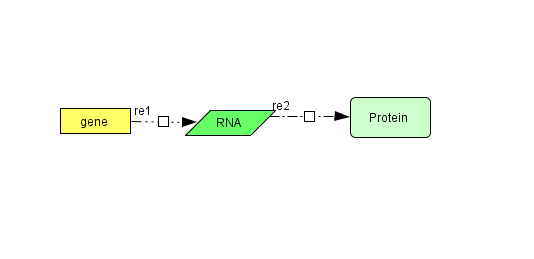 gene
re1
RNA
re2
Protein